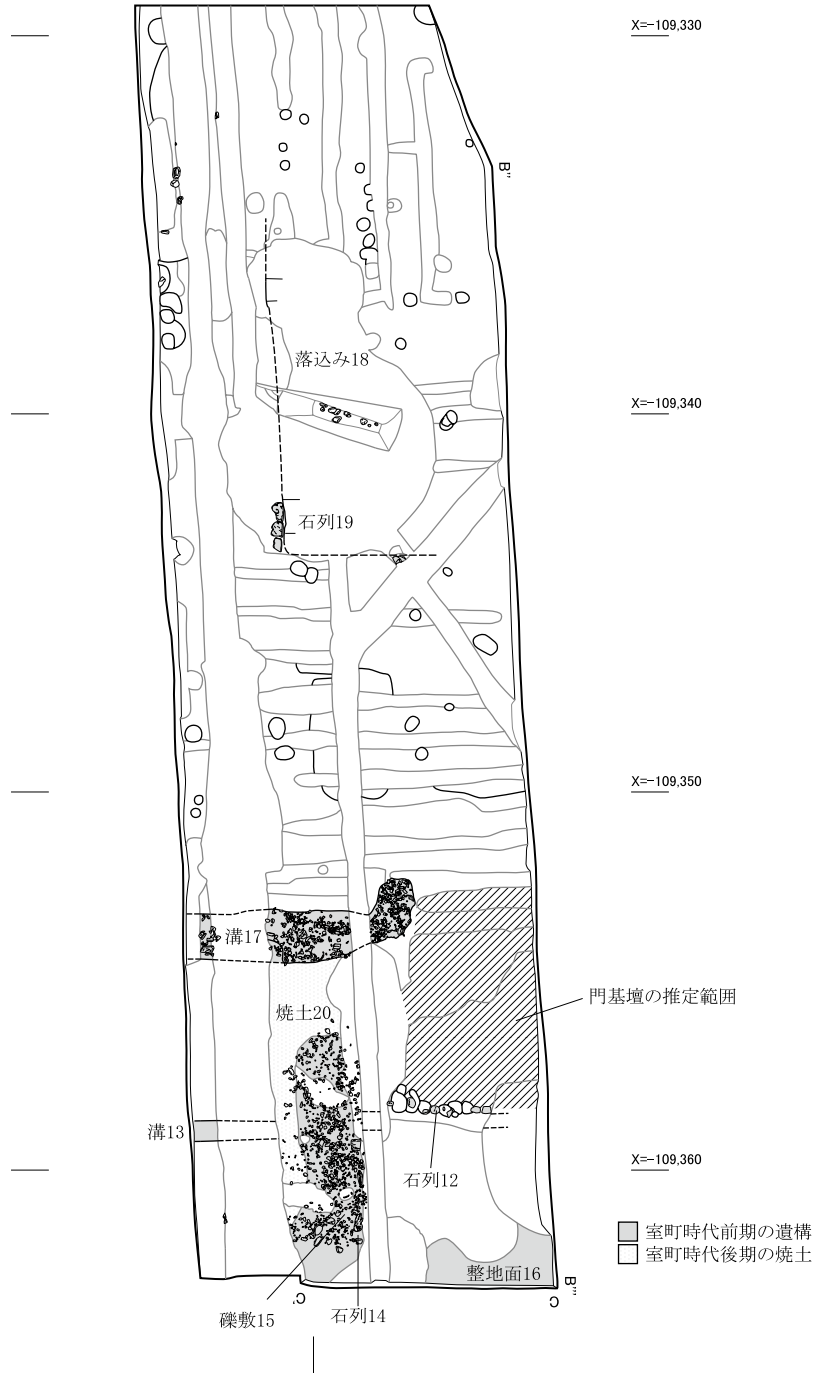 X=-109,330
B''
落込み18
X=-109,340
石列19
X=-109,350
溝17
門基壇の推定範囲
焼土20
溝13
X=-109,360
石列12
室町時代前期の遺構
室町時代後期の焼土
整地面16
B'''
C'
C
礫敷15
石列14